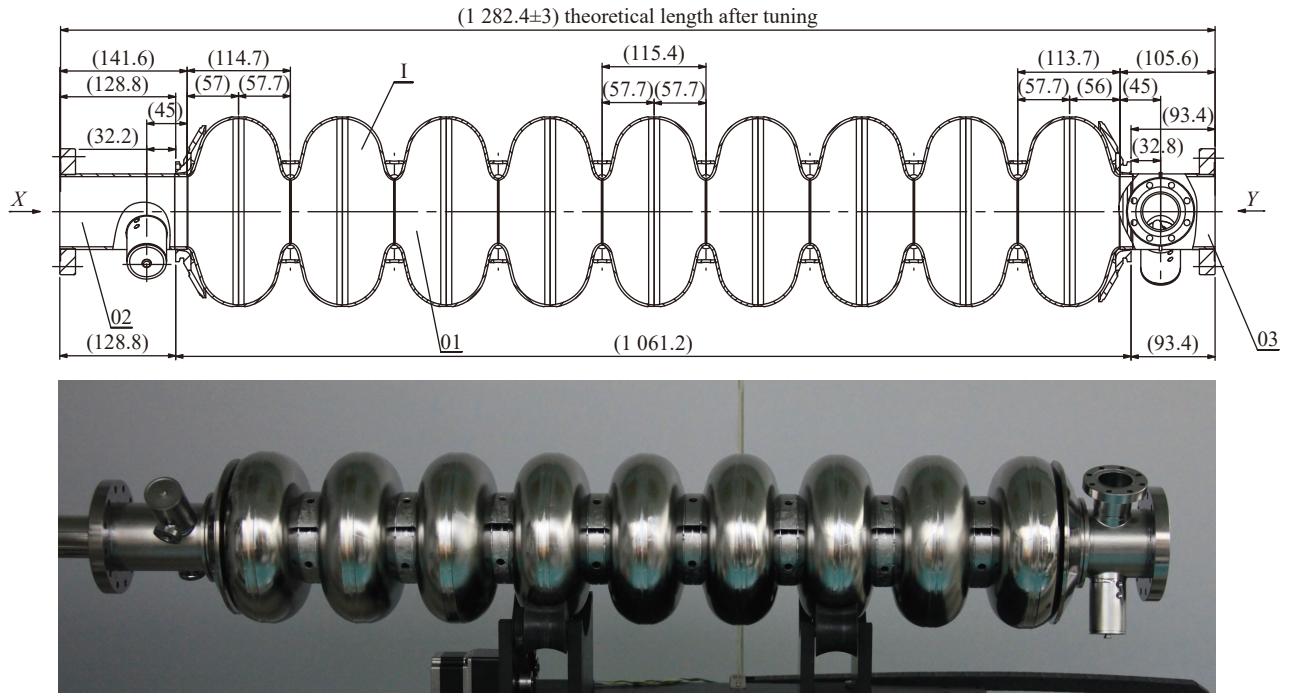 (1 282.4±3) theoretical length after tuning
(141.6) (114.7) I (115.4) (113.7) (105.6)
(128.8) (57) (57.7) (57.7) (57.7) (57.7) (56) (45)
(45) (93.4)
(32.2) (32.8)
X Y
02 01 03
(128.8) (1 061.2) (93.4)